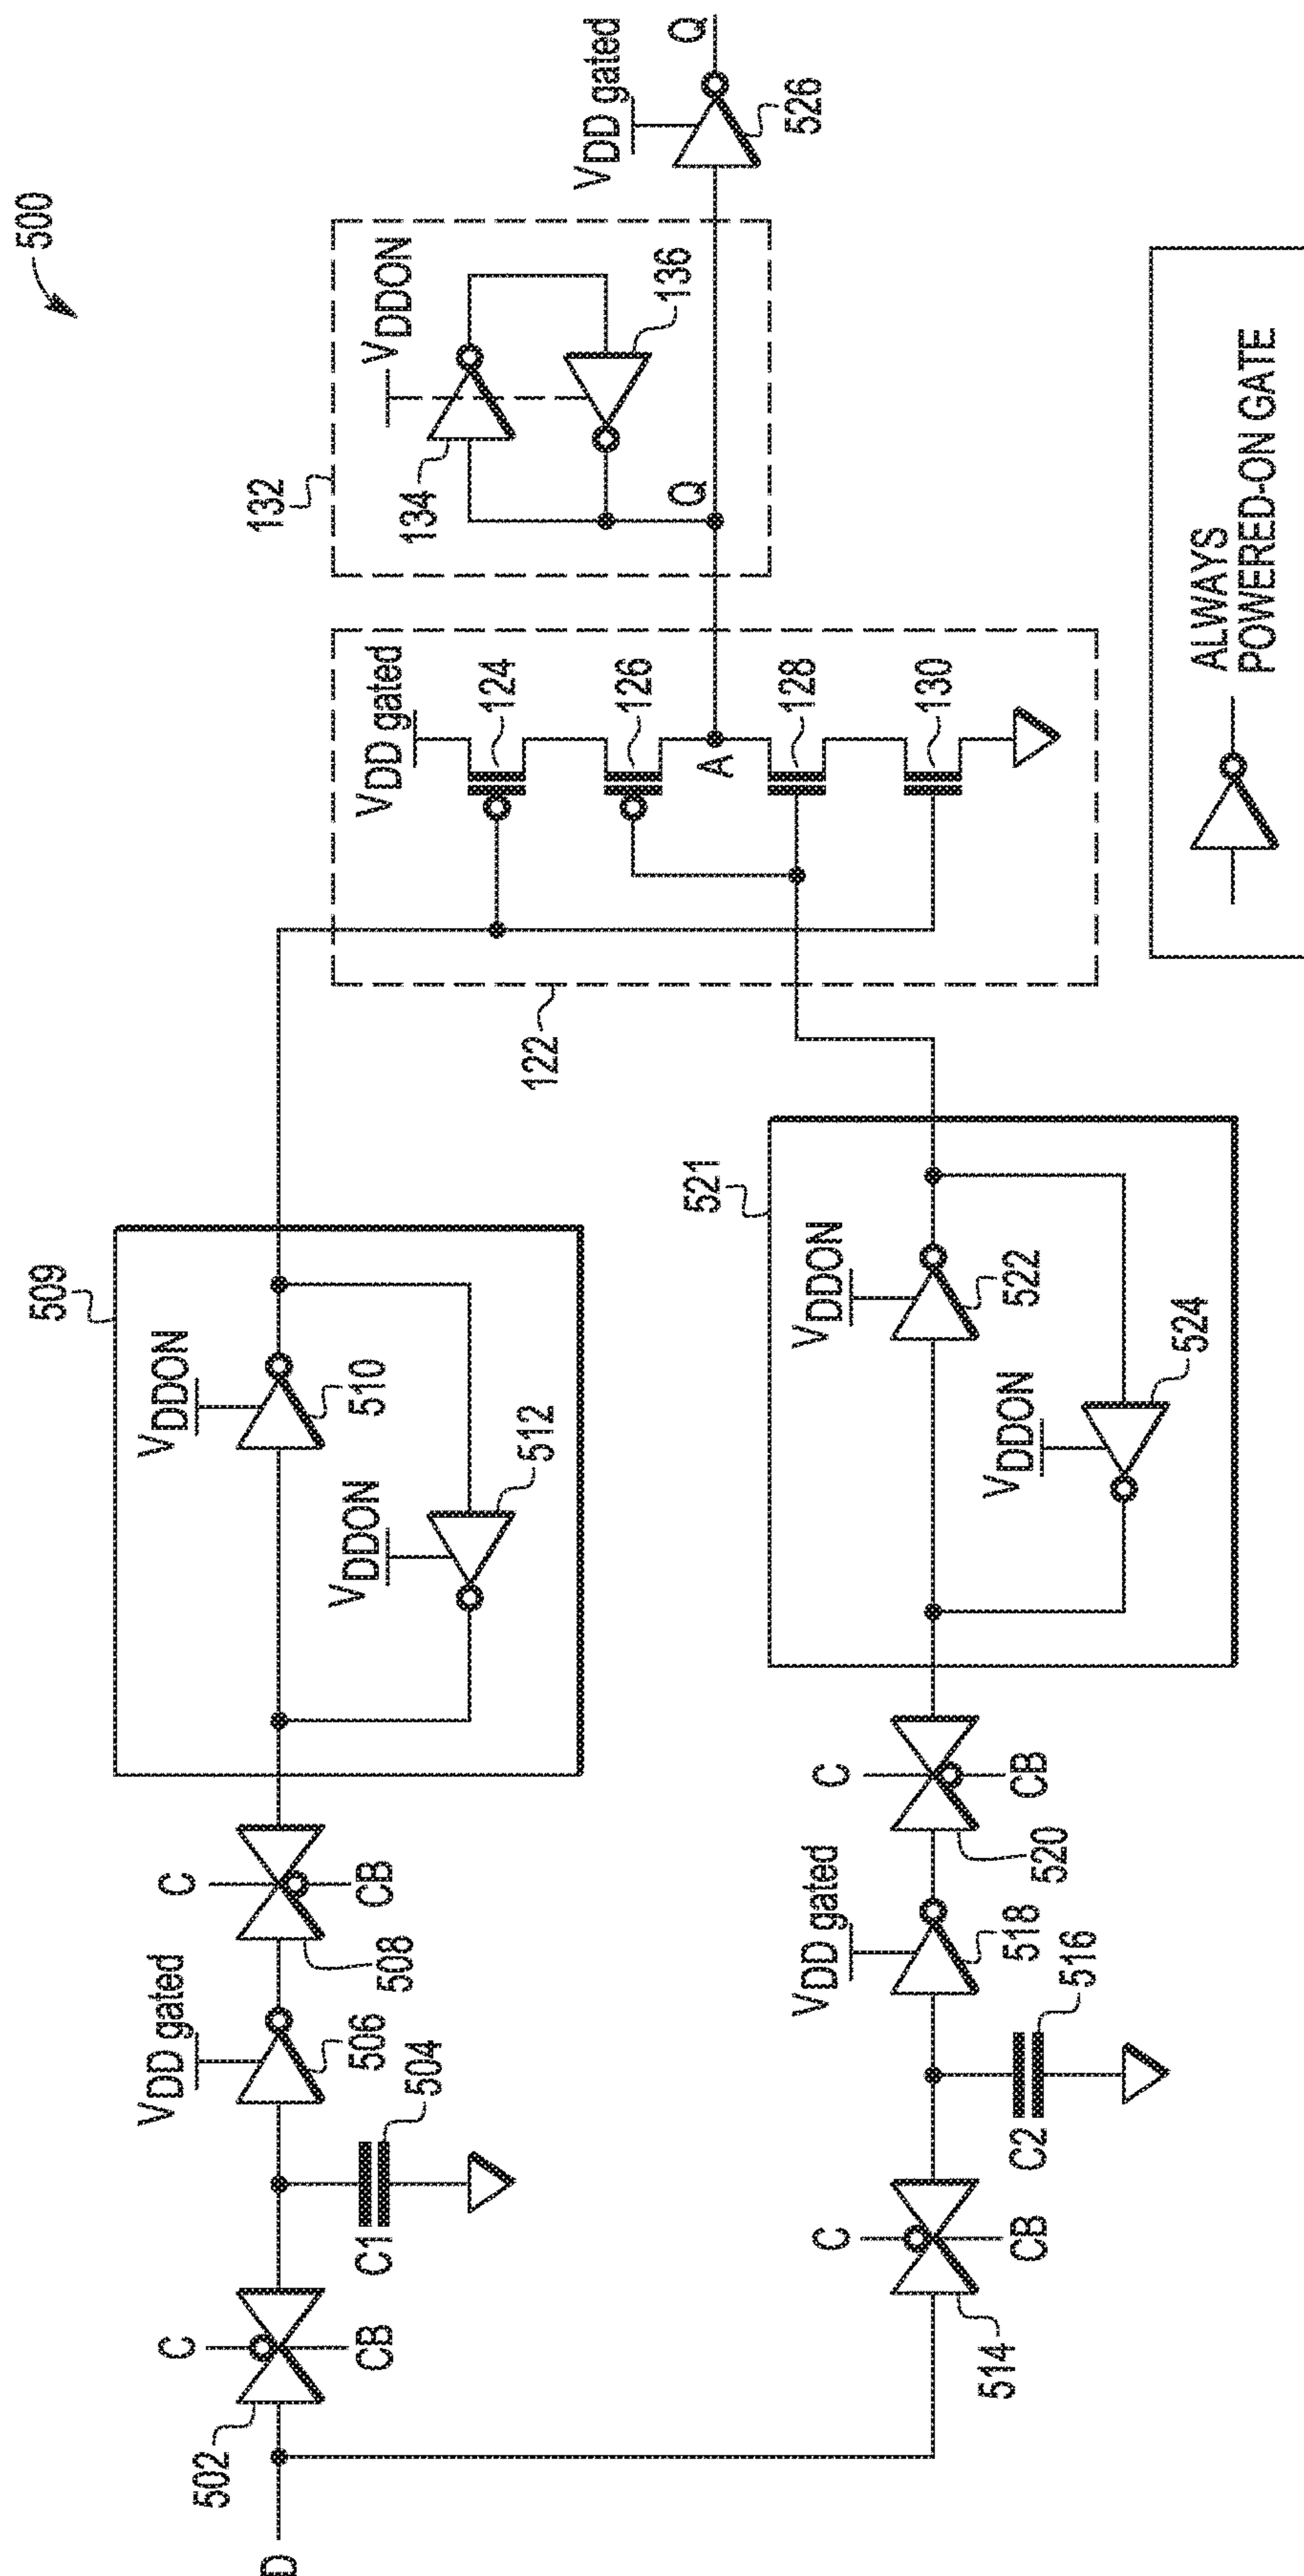 500
D
502
C
CB
C1
504
VDD gated
506
C
CB
508
509
VDDON
510
VDDON
512
514
C
CB
C2
516
VDD gated
518
C
CB
520
521
VDDON
522
VDDON
524
122
VDD gated
124
126
A
128
130
132
VDDON
134
136
Q
VDD gated
526
Q
ALWAYS
POWERED-ON GATE